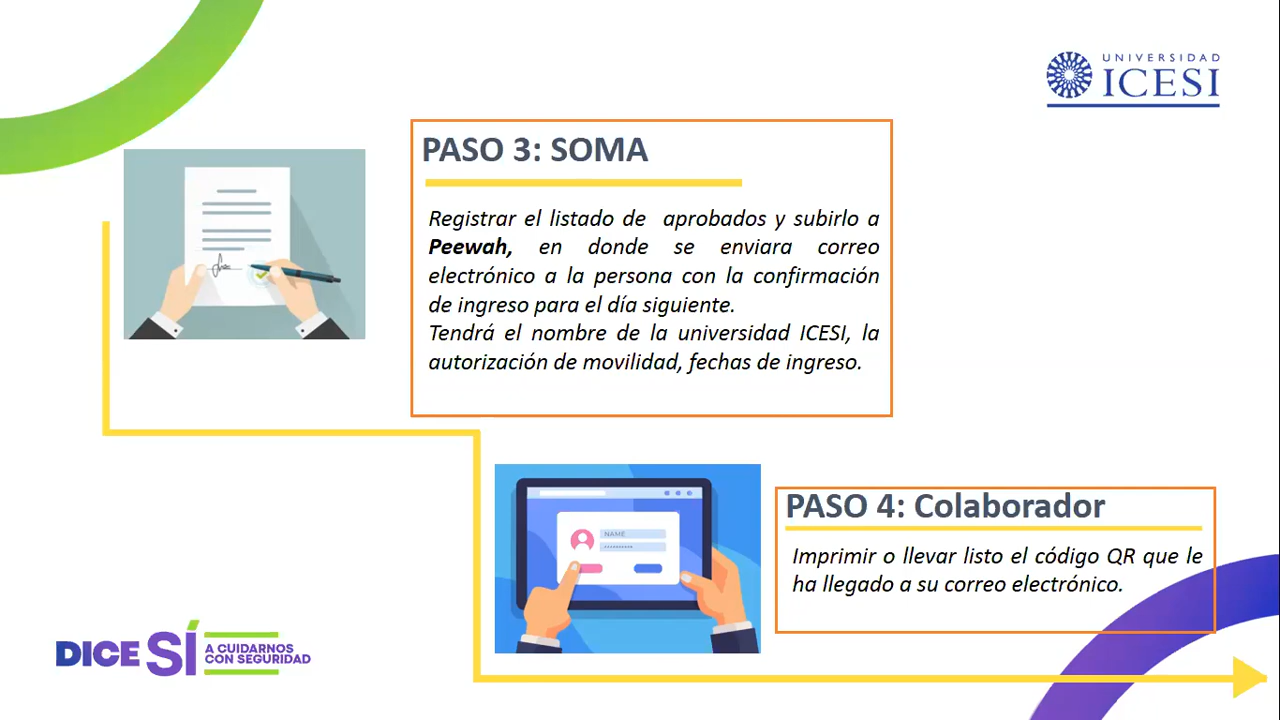 UNIVERSIDAD
ICESI
PASO 3: SOMA
Registrar el listado de aprobados y subirlo a
Peewah, en donde se enviara correo
electrónico a la persona con la confirmación
de ingreso para el día siguiente.
Tendrá el nombre de la universidad ICESI, la
autorización de movilidad, fechas de ingreso.
NAME
PASO 4: Colaborador
Imprimir o llevar listo el código QR que le
ha llegado a su correo electrónico.
DICE SÍ A CUIDARNOS
CON SEGURIDAD